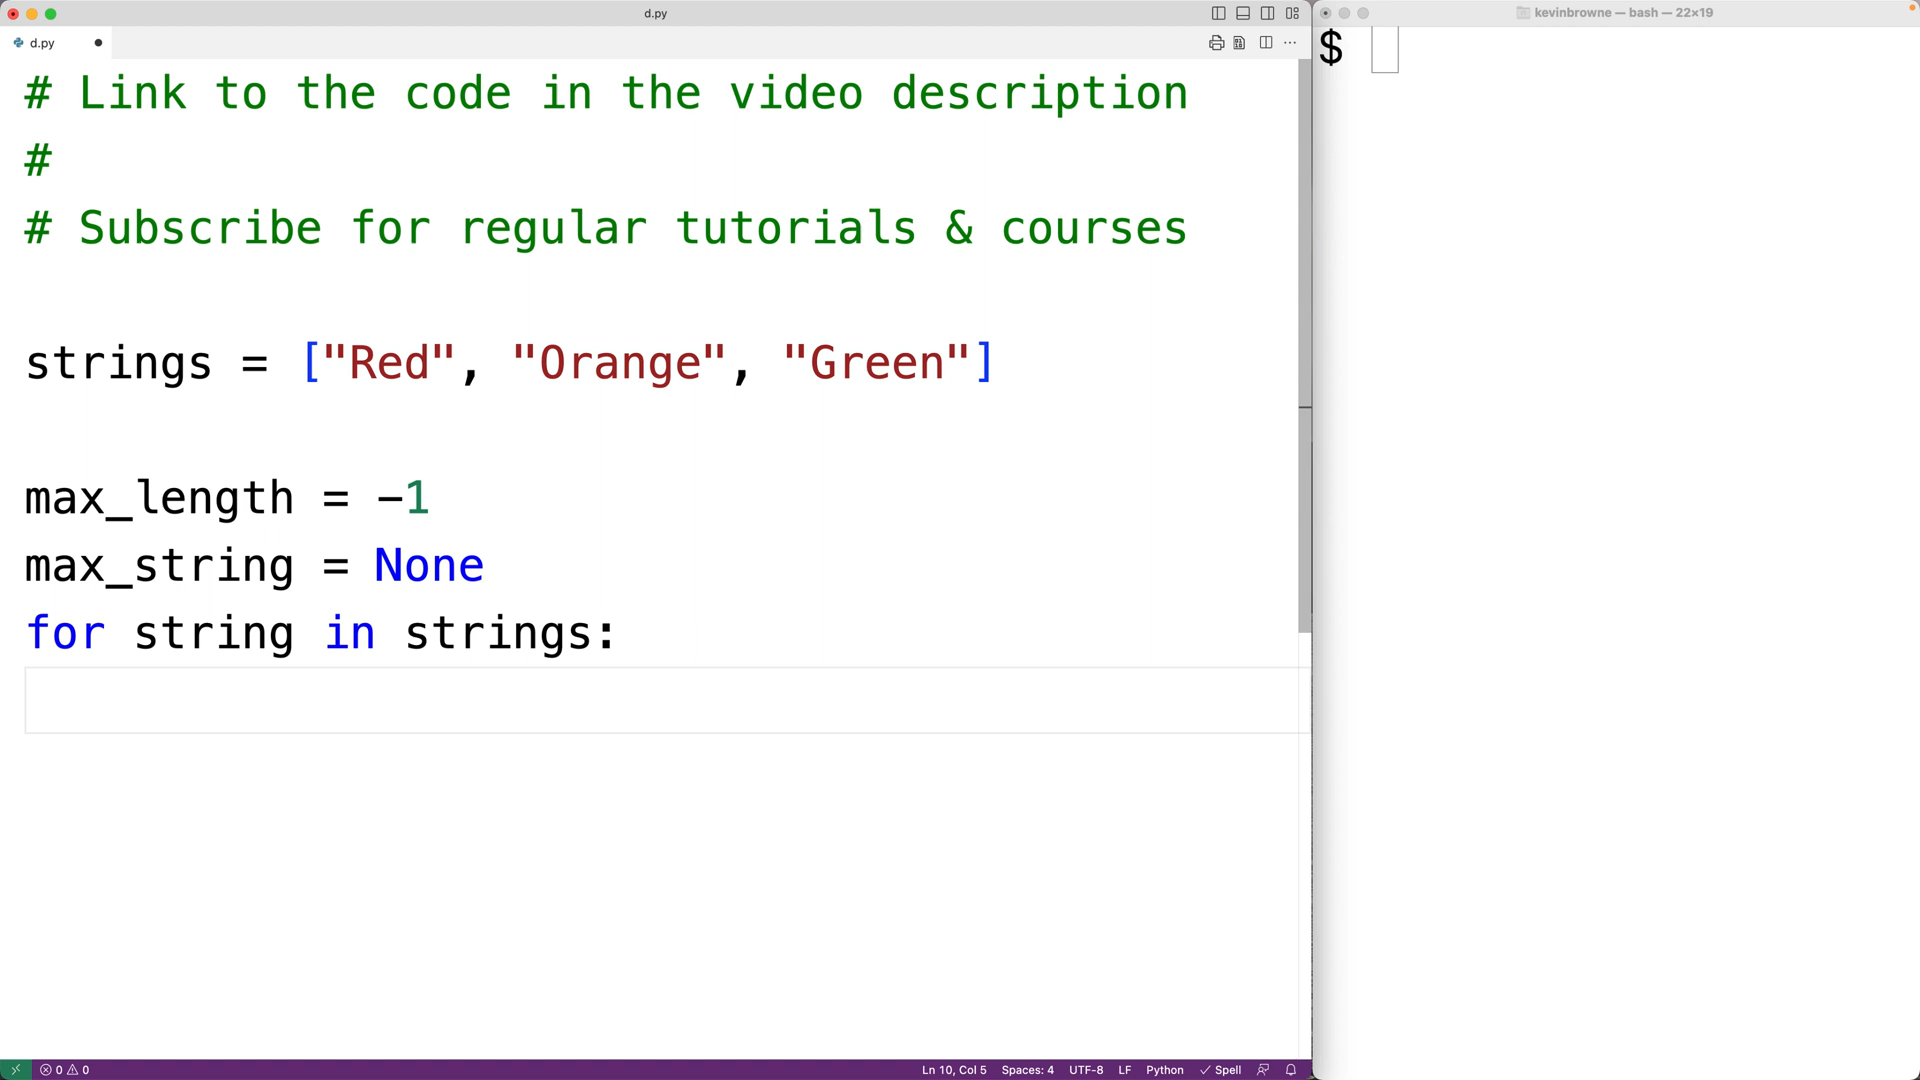 d.py
kevinbrowne — bash — 22×19
d.py
$
# Link to the code in the video description
#
# Subscribe for regular tutorials & courses
strings = ["Red", "Orange", "Green"]
max_length = -1
max_string = None
for string in strings:
0 0
Ln 10, Col 5 Spaces: 4 UTF-8 LF Python Spell